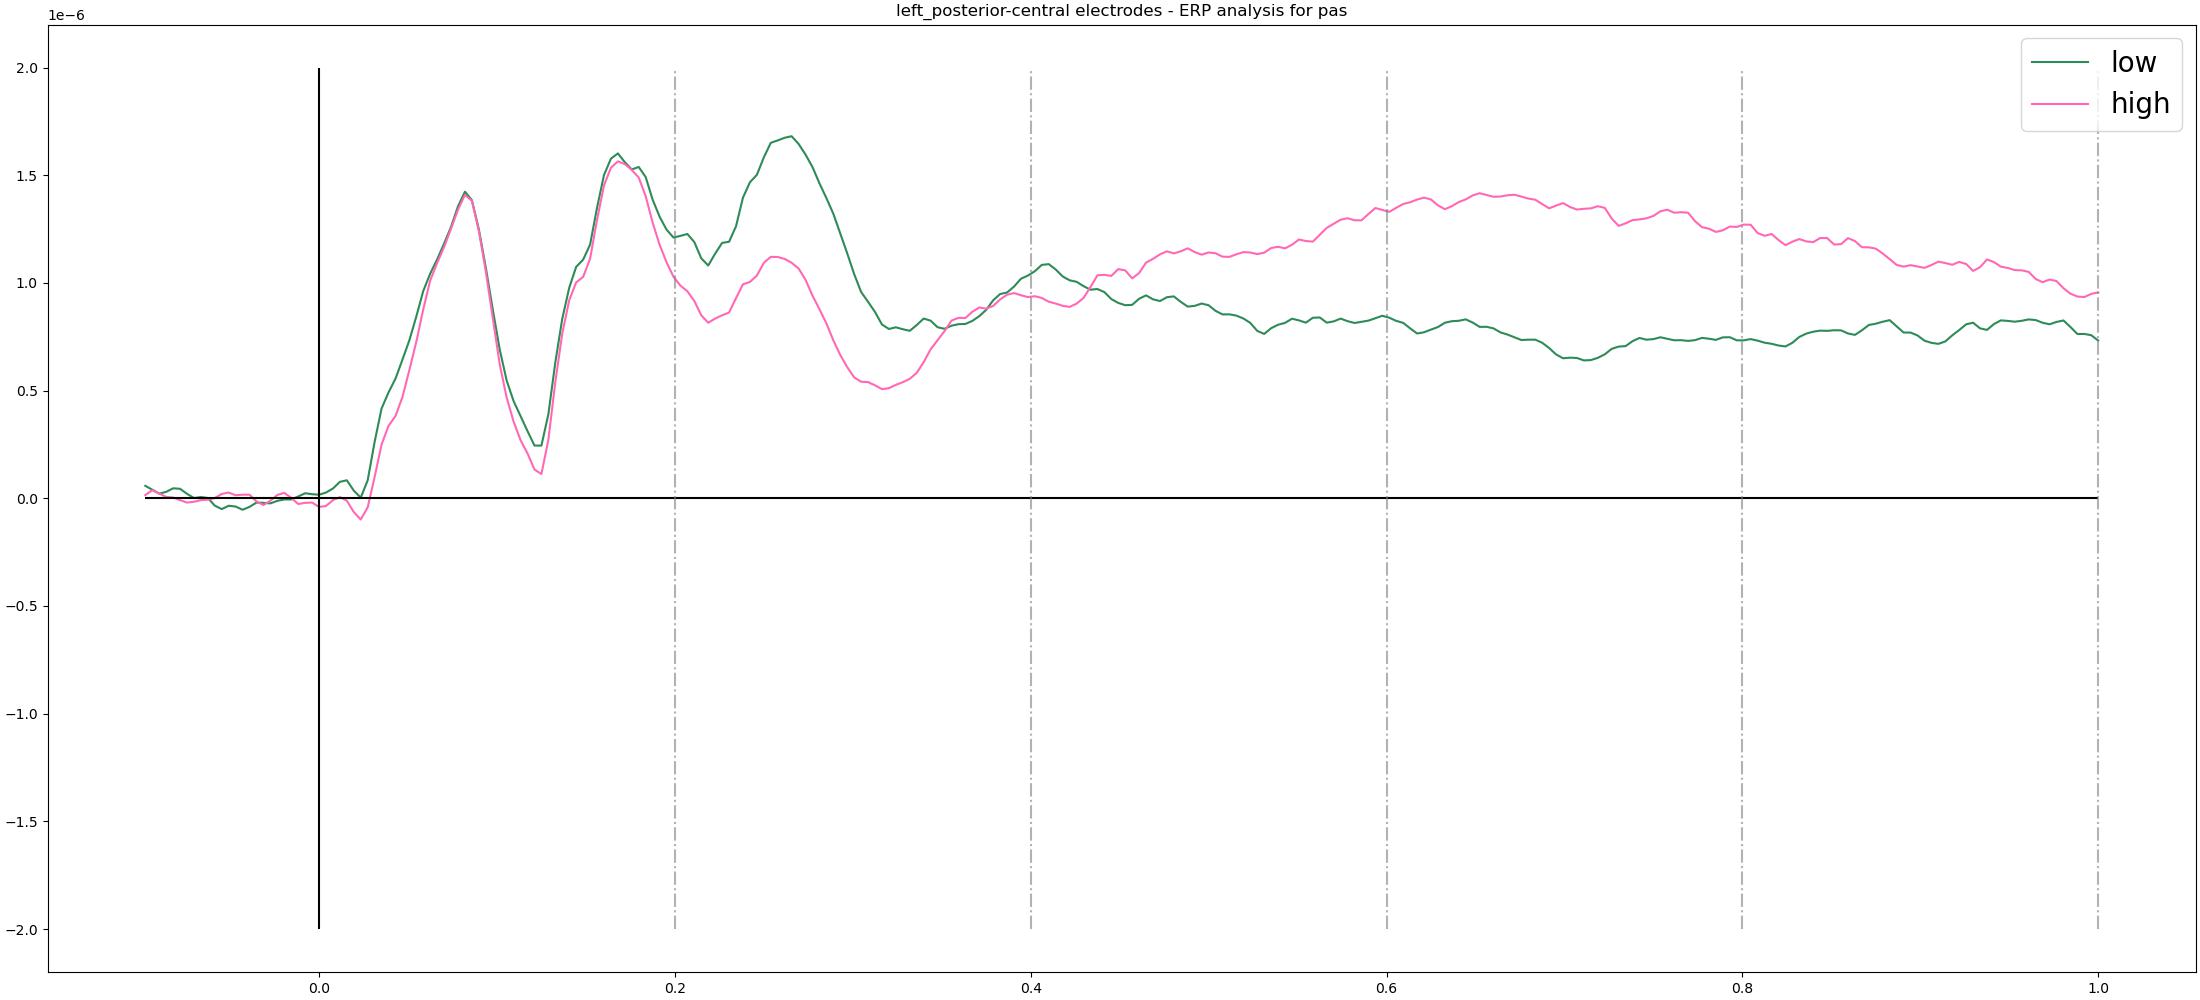 left_posterior-central electrodes - ERP analysis for pas
1e−6
low
high
2.0
1.5
1.0
0.5
0.0
−0.5
−1.0
−1.5
−2.0
0.0 0.2 0.4 0.6 0.8 1.0